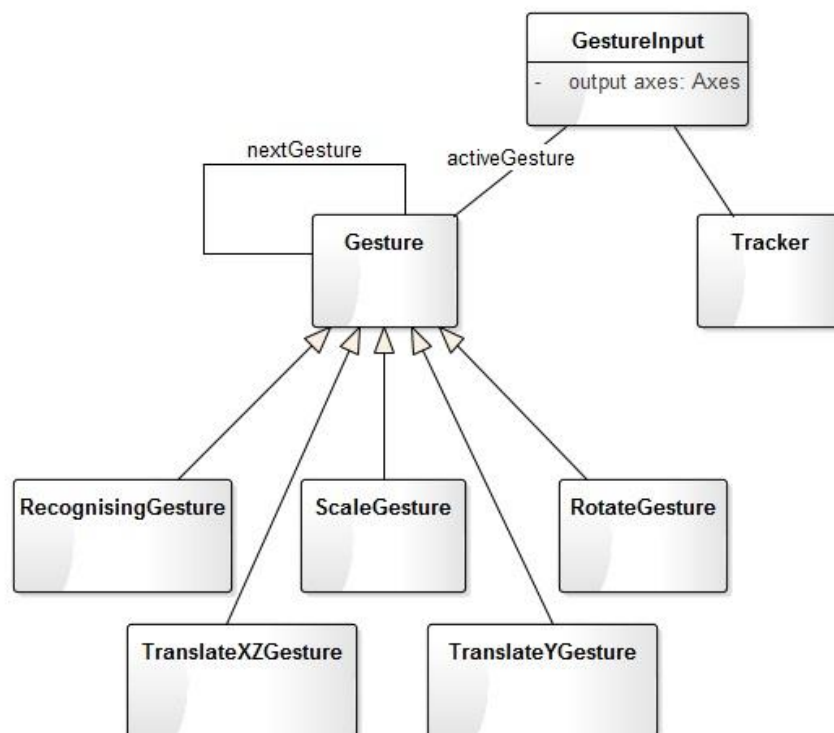 GestureInput
- output axes: Axes
nextGesture
activeGesture
Gesture
Tracker
RecognisingGesture
ScaleGesture
RotateGesture
TranslateXZGesture
TranslateYGesture